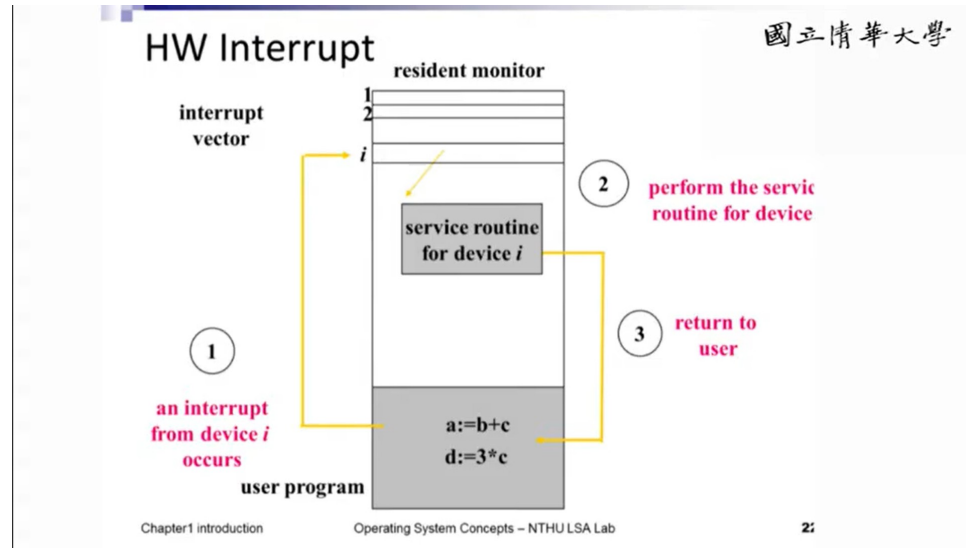 HW Interrupt
國立清華大學
resident monitor
interrupt
vector
1
2
i
2
perform the servic
routine for device
service routine
for device i
3
return to
user
1
an interrupt
from device i
occurs
a:=b+c
d:=3*c
user program
Chapter1 introduction
Operating System Concepts – NTHU LSA Lab